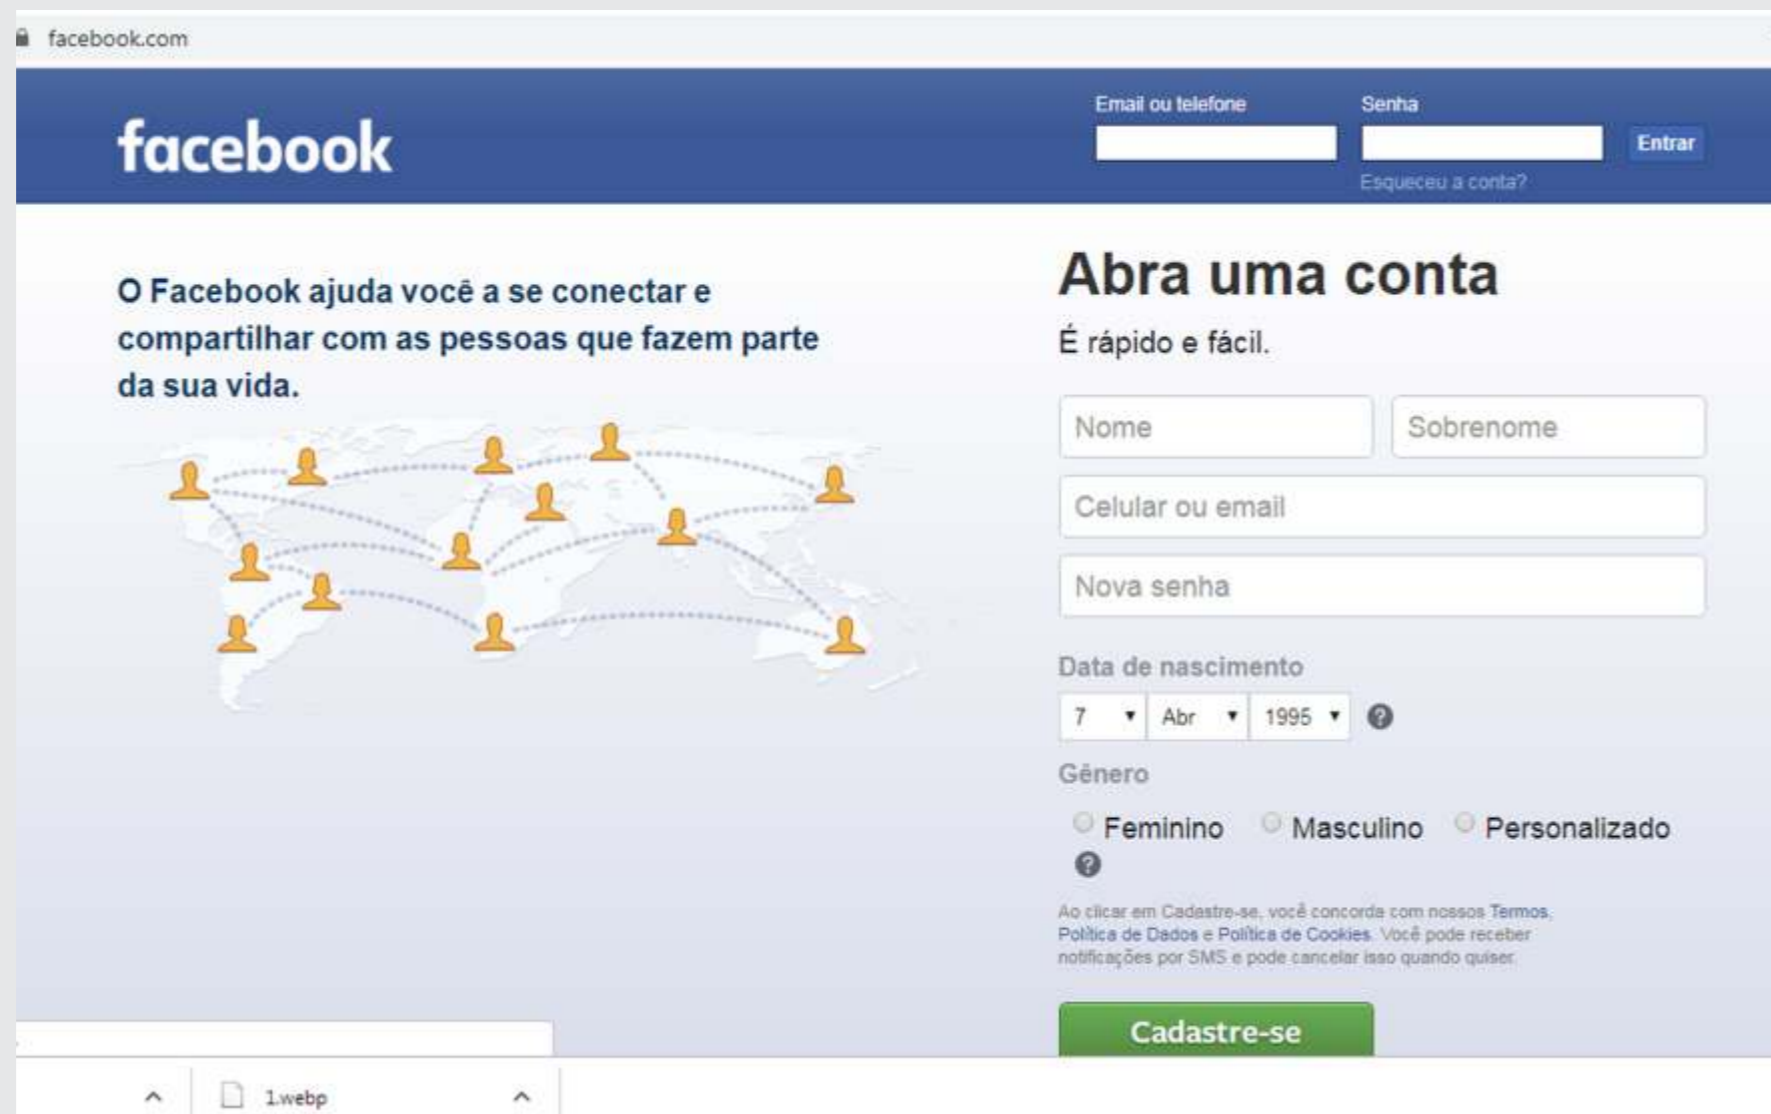 facebook.com
facebook
Email ou telefone
Senha
Entrar
Esqueceu a conta?
O Facebook ajuda você a se conectar e
compartilhar com as pessoas que fazem parte
da sua vida.
Abra uma conta
É rápido e fácil.
Nome
Sobrenome
Celular ou email
Nova senha
Data de nascimento
7 Abr 1995 ?
Gênero
Feminino Masculino Personalizado
?
Ao clicar em Cadastre-se, você concorda com nossos Termos,
Política de Dados e Política de Cookies. Você pode receber
notificações por SMS e pode cancelar isso quando quiser.
Cadastre-se
1.webp